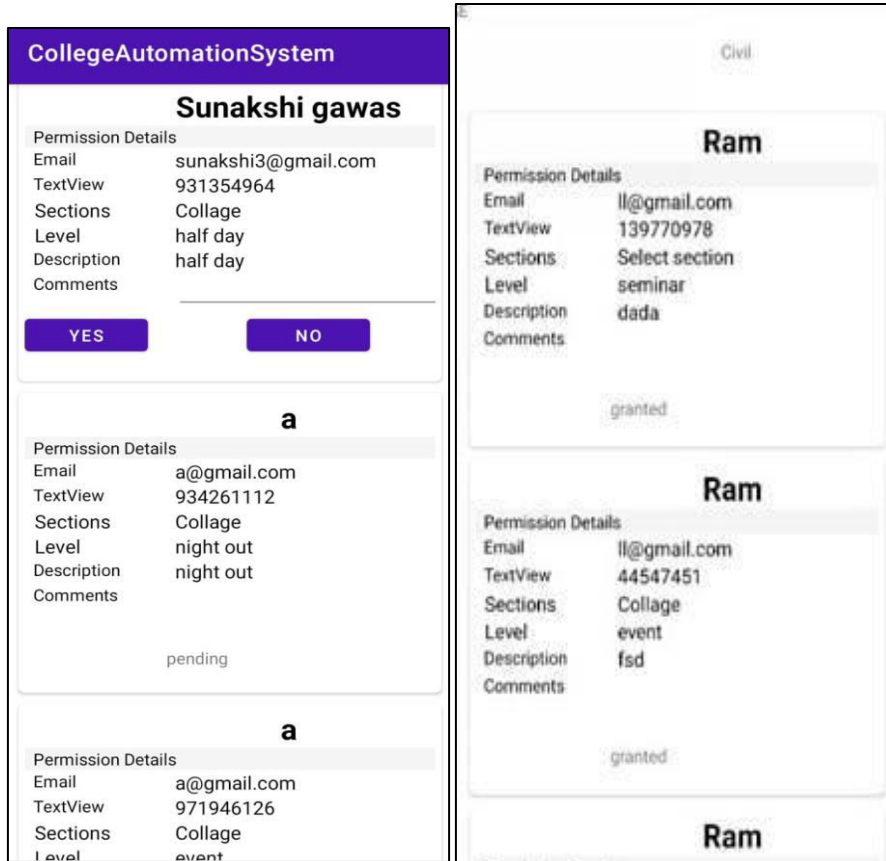 CollegeAutomationSystem
Sunakshi gawas
Permission Details
Email sunakshi3@gmail.com
TextView 931354964
Sections Collage
Level half day
Description half day
Comments
YES NO
a
Permission Details
Email a@gmail.com
TextView 934261112
Sections Collage
Level night out
Description night out
Comments
pending
a
Permission Details
Email a@gmail.com
TextView 971946126
Sections Collage
Level event
Civil
Ram
Permission Details
Email ll@gmail.com
TextView 139770978
Sections Select section
Level seminar
Description dada
Comments
granted
Ram
Permission Details
Email ll@gmail.com
TextView 44547451
Sections Collage
Level event
Description fsd
Comments
granted
Ram